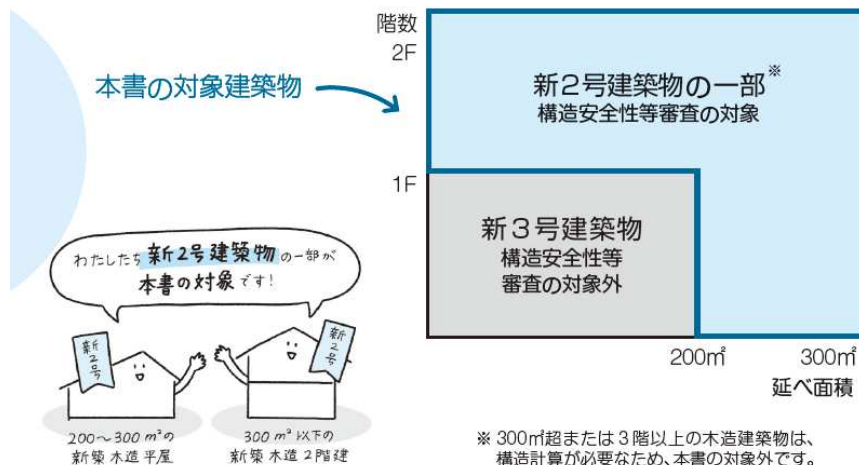 階数
2F
本書の対象建築物
新2号建築物の一部※
構造安全性等審査の対象
1F
新3号建築物
構造安全性等
審査の対象外
わたしたち 新2号建築物の一部が
本書の対象です!
新2号
新2号
200㎡
300㎡
延べ面積
200~300m²の
新築木造平屋
300m²以下の
新築木造2階建
※ 300㎡超または3階以上の木造建築物は、
構造計算が必要なため、本書の対象外です。